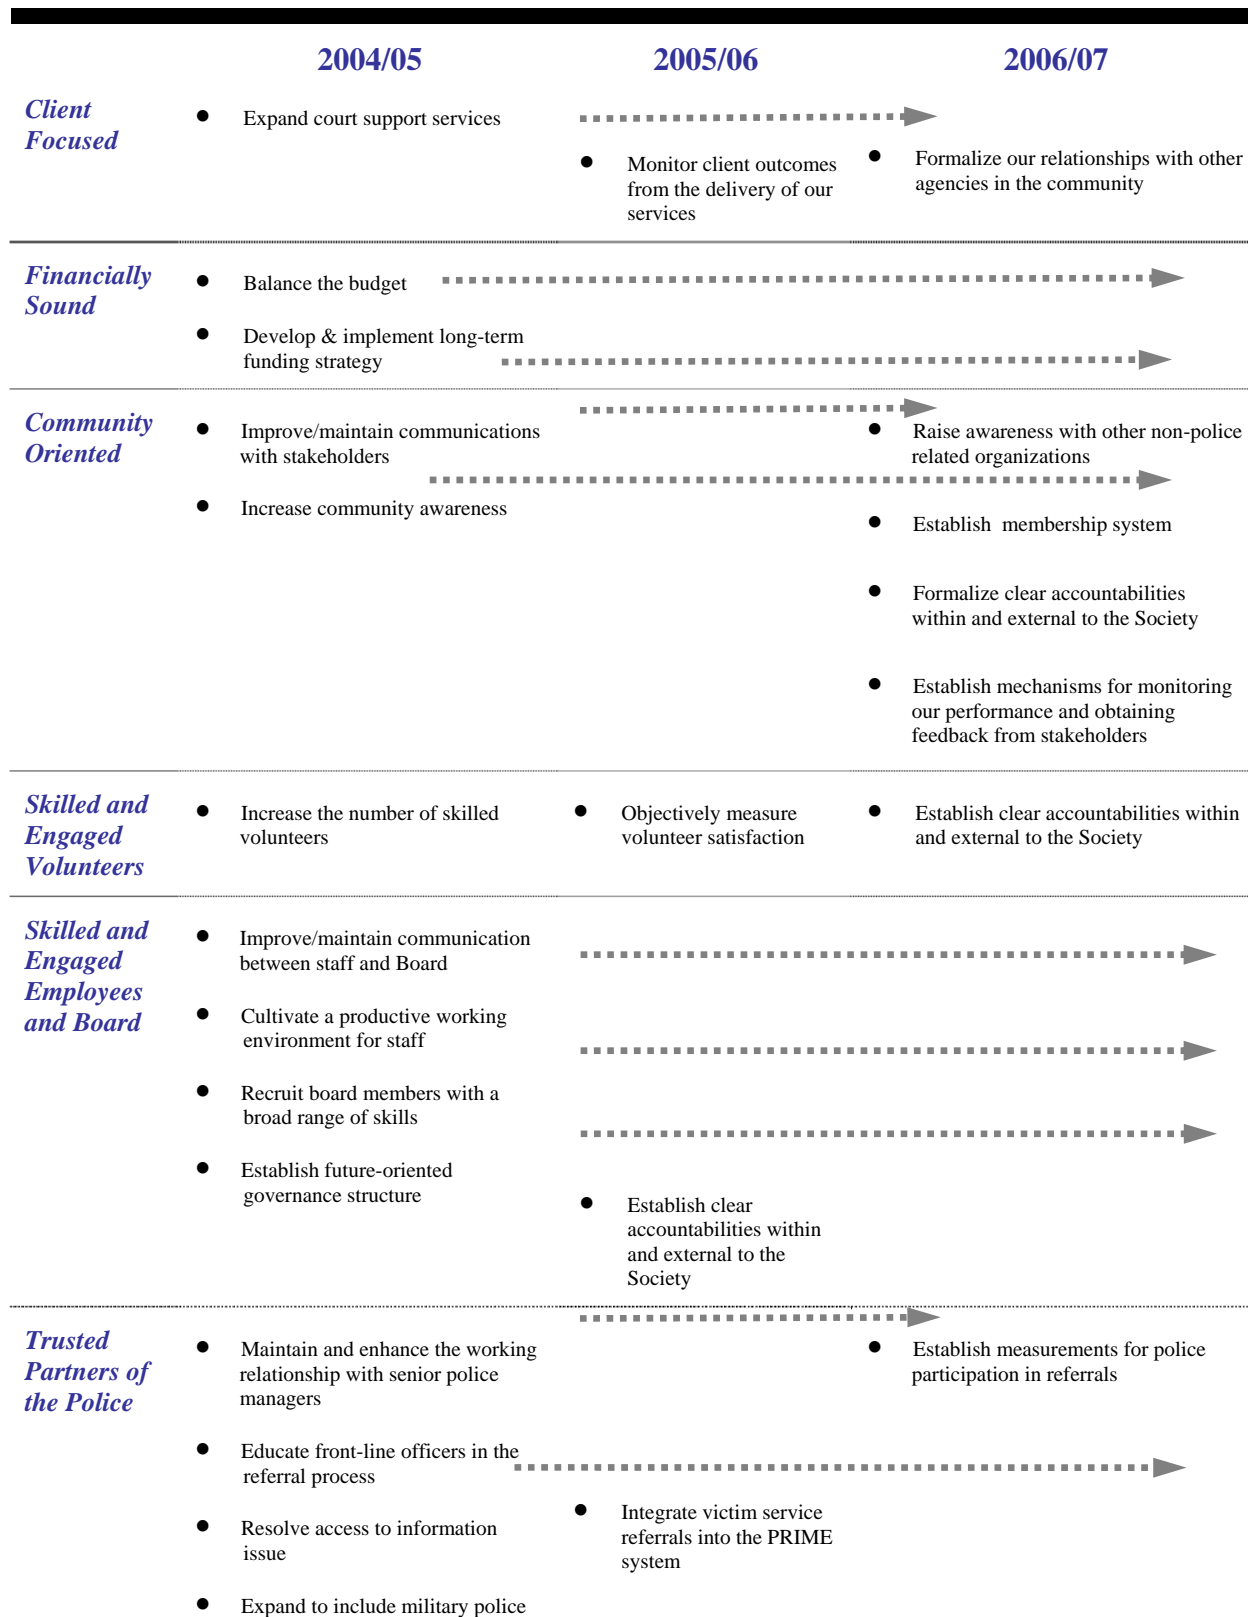 2004/05 2005/06 2006/07
Client
Focused
● Expand court support services
● Monitor client outcomes
from the delivery of our
services
● Formalize our relationships with other
agencies in the community
Financially
Sound
● Balance the budget
● Develop & implement long-term
funding strategy
Community
Oriented
● Improve/maintain communications
with stakeholders
● Increase community awareness
● Raise awareness with other non-police
related organizations
● Establish membership system
● Formalize clear accountabilities
within and external to the Society
● Establish mechanisms for monitoring
our performance and obtaining
feedback from stakeholders
Skilled and
Engaged
Volunteers
● Increase the number of skilled
volunteers
● Objectively measure
volunteer satisfaction
● Establish clear accountabilities within
and external to the Society
Skilled and
Engaged
Employees
and Board
● Improve/maintain communication
between staff and Board
● Cultivate a productive working
environment for staff
● Recruit board members with a
broad range of skills
● Establish future-oriented
governance structure
● Establish clear
accountabilities within
and external to the
Society
Trusted
Partners of
the Police
● Maintain and enhance the working
relationship with senior police
managers
● Educate front-line officers in the
referral process
● Resolve access to information
issue
● Expand to include military police
● Integrate victim service
referrals into the PRIME
system
● Establish measurements for police
participation in referrals